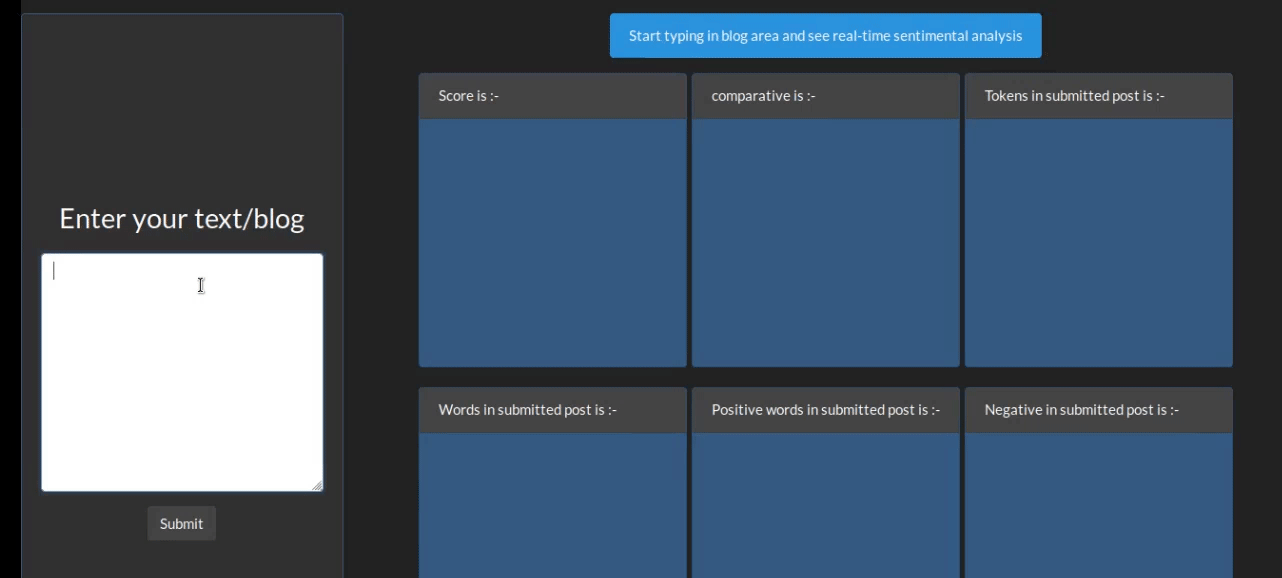 Start typing in blog area and see real-time sentimental analysis
Enter your text/blog
Submit
Score is :-
comparative is :-
Tokens in submitted post is :-
Words in submitted post is :-
Positive words in submitted post is :-
Negative in submitted post is :-